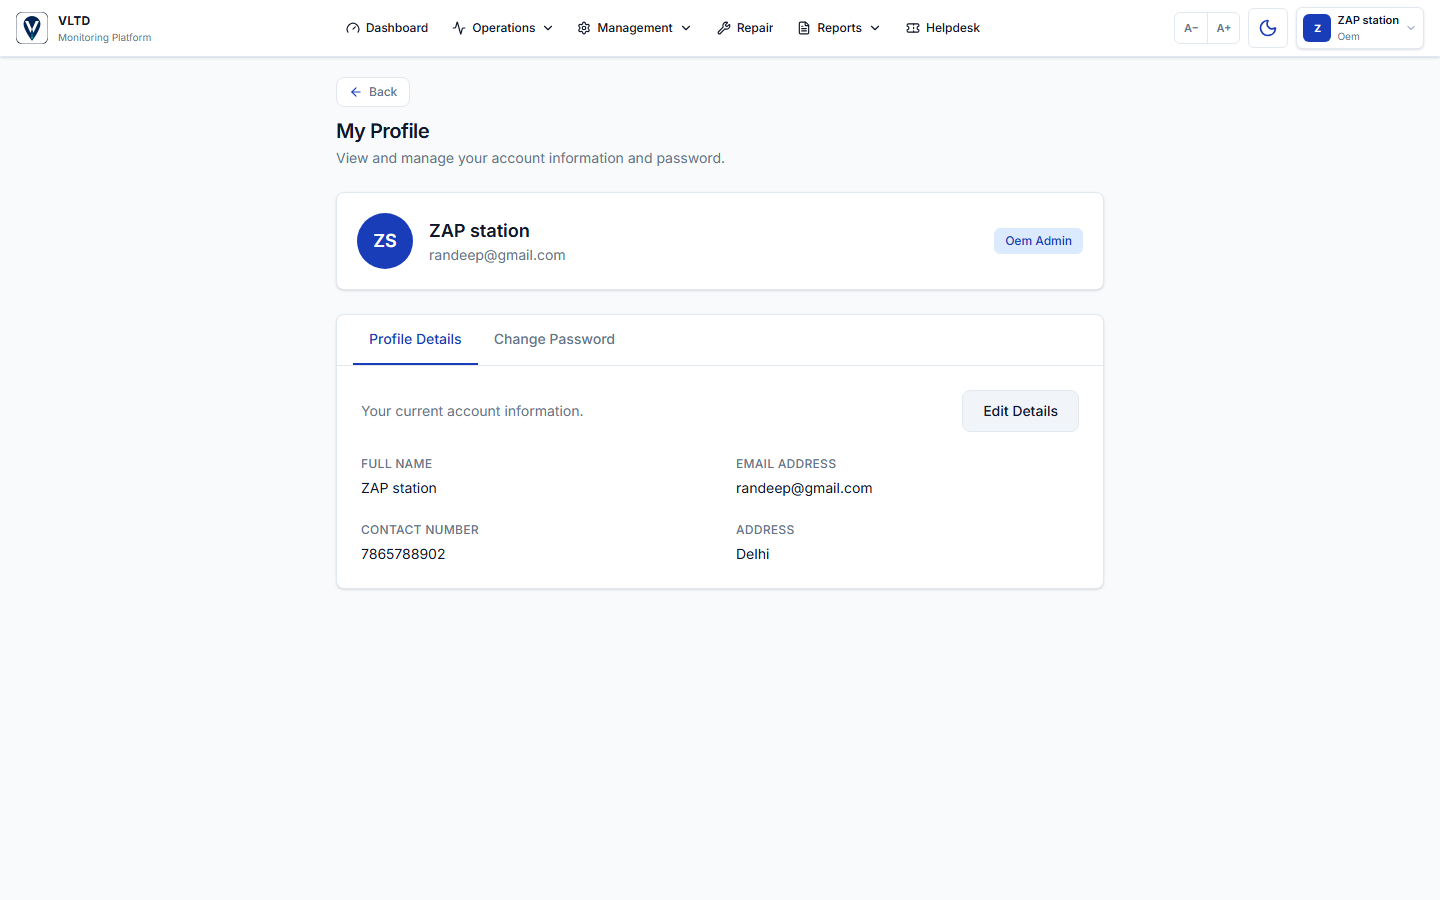 VLTD
Monitoring Platform
Dashboard
Operations
Management
Repair
Reports
Helpdesk
A−
A+
Z
ZAP station
Oem
Back
My Profile
View and manage your account information and password.
ZS
ZAP station
randeep@gmail.com
Oem Admin
Profile Details
Change Password
Your current account information.
Edit Details
FULL NAME
EMAIL ADDRESS
ZAP station
randeep@gmail.com
CONTACT NUMBER
ADDRESS
7865788902
Delhi